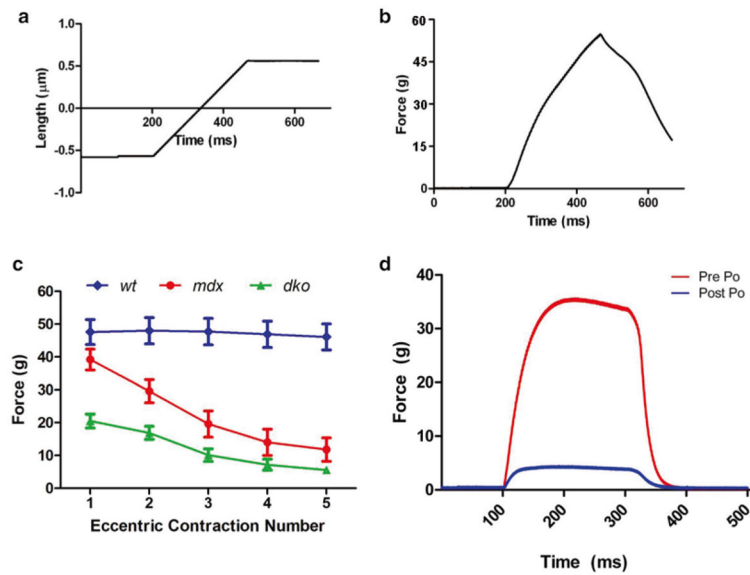 a
1.0
0.5
0.0
-0.5
-1.0
200
400
600
Time (ms)
Length (μm)
b
60
45
30
15
0
0
200
400
600
Time (ms)
Force (g)
c
wt
mdx
dko
60
50
40
30
20
10
0
1
2
3
4
5
Force (g)
Eccentric Contraction Number
d
Pre Po
Post Po
40
30
20
10
0
100
200
300
400
500
Force (g)
Time (ms)